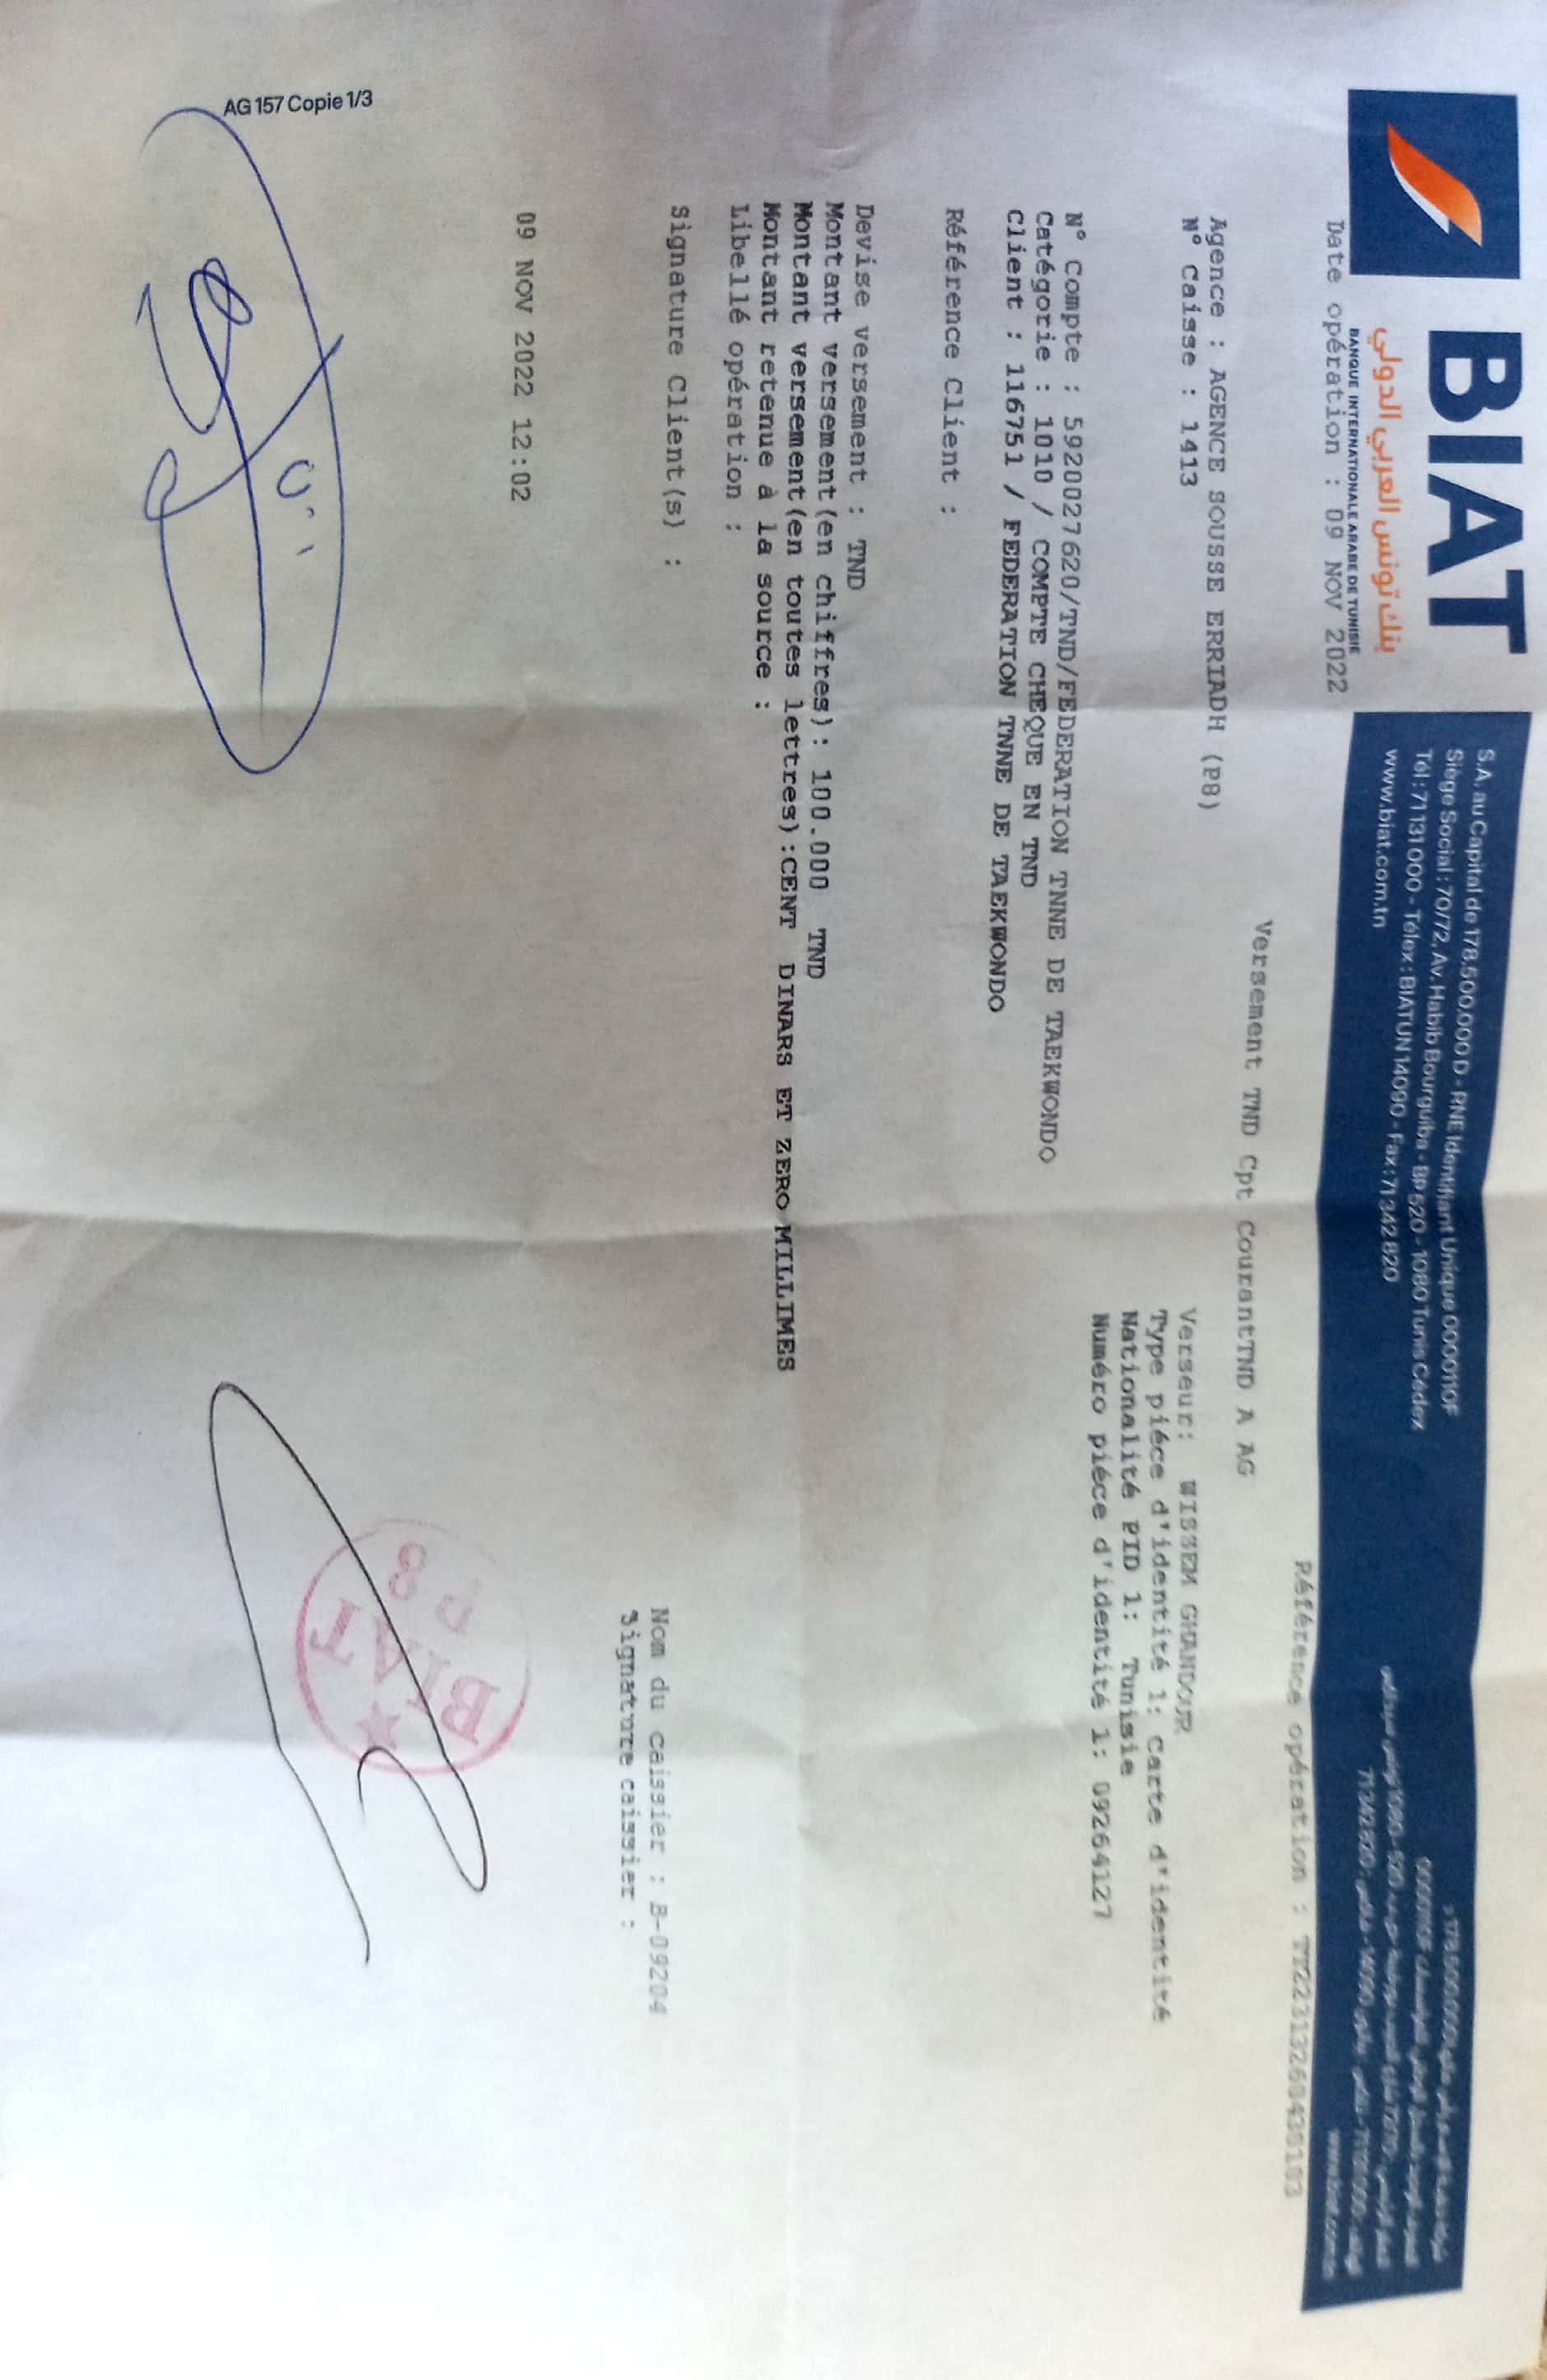 BIAT
بنك تونس العربي الدولي
BANQUE INTERNATIONALE ARABE DE TUNISIE
S.A. au Capital de 178.500.000 D - RNE Identifiant Unique 0000110F
Siège Social : 70/72, Av. Habib Bourguiba - BP 520 - 1080 Tunis Cedex
Tél : 71 131 000 - Télex : BIATUN 14090 - Fax : 71 342 820
www.biat.com.tn
Date opération : 09 NOV 2022
Référence opération :
Versement TND Cpt CourantTND A AG
Agence : AGENCE SOUSSE ERRIADH (P8)
N° Caisse : 1413
Verseur: WISSEM GHANDOUR
Type piéce d'identité 1: Carte d'identité
Nationalité PID 1: Tunisie
Numéro piéce d'identité 1: 09264127
N° Compte : 5920027620/TND/FEDERATION TNNE DE TAEKWONDO
Catégorie : 1010 / COMPTE CHEQUE EN TND
Client : 116751 / FEDERATION TNNE DE TAEKWONDO
Référence Client :
Devise versement : TND
Montant versement(en chiffres): 100.000 TND
Montant versement(en toutes lettres):CENT DINARS ET ZERO MILLIMES
Montant retenue à la source :
Libellé opération :
Signature Client(s) :
Nom du caissier : B-09204
Signature caissier :
09 NOV 2022 12:02
BIAT
P8
AG 157 Copie 1/3